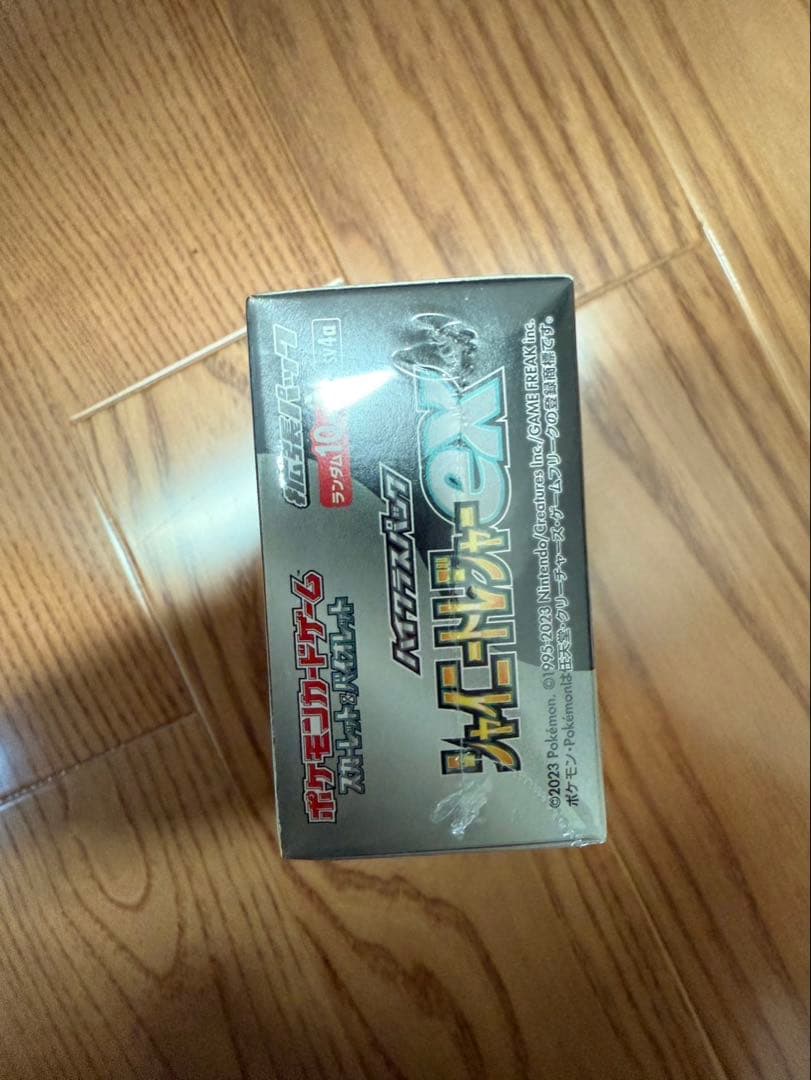 ポケモンカードゲーム
スカーレット&バイオレット
拡張パック
ランダム10
sv4a
ハイクラスパック
シャイニートレジャーex
©2023 Pokémon. ©1995-2023 Nintendo/Creatures Inc./GAME FREAK inc.
ポケモン・Pokémonは任天堂・クリーチャーズ・ゲームフリークの登録商標です。